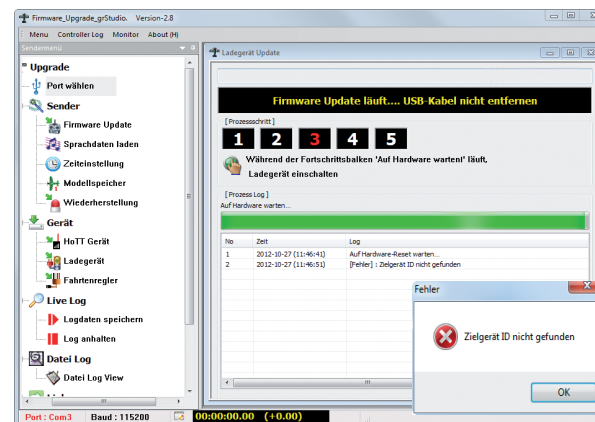 Firmware_Upgrade_grStudio. Version-2.8
Menu Controller Log Monitor About (H)
Sendermenü
Upgrade
Port wählen
Sender
Firmware Update
Sprachdaten laden
Zeiteinstellung
Modellspeicher
Wiederherstellung
Gerät
HoTT Gerät
Ladegerät
Fahrtenregler
Live Log
Logdaten speichern
Log anhalten
Datei Log
Datei Log View
Port : Com3 Baud : 115200 00:00:00.00 (+0.00)
Ladegerät Update
Firmware Update läuft.... USB-Kabel nicht entfernen
[ Prozessschritt ]
1 2 3 4 5
Während der Fortschrittsbalken 'Auf Hardware warten!' läuft,
Ladegerät einschalten
[ Prozess Log ]
Auf Hardware warten...
No Zeit Log
1 2012-10-27 (11:46:41) Auf Hardware-Reset warten...
2 2012-10-27 (11:46:51) [Fehler] : Zielgerät ID nicht gefunden
Fehler
Zielgerät ID nicht gefunden
OK